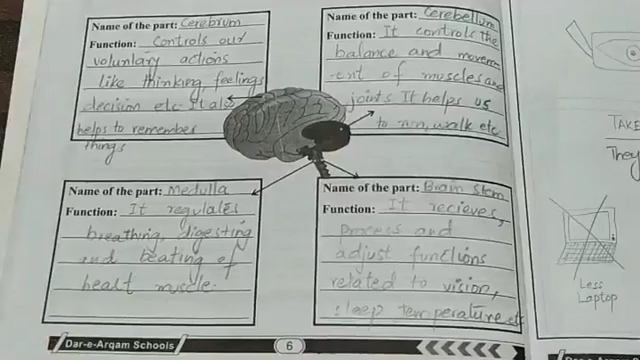 Name of the part: Cerebrum
Function: Controls our
voluntary actions
like thinking, feelings
decision etc. It als
helps to remember
things
Name of the part: Cerebellum
Function: It controls the
balance and movem-
ent of muscles and
joints It helps us
to run, walk etc.
Name of the part: Medulla
Function: It regulates
breathing, digesting
and beating of
heart muscle.
Name of the part: Brain Stem
Function: It recieves,
process and
adjust functions
related to vision,
sleep temperature etc
Dar-e-Arqam Schools
6
TAKE
They
Less
Laptop